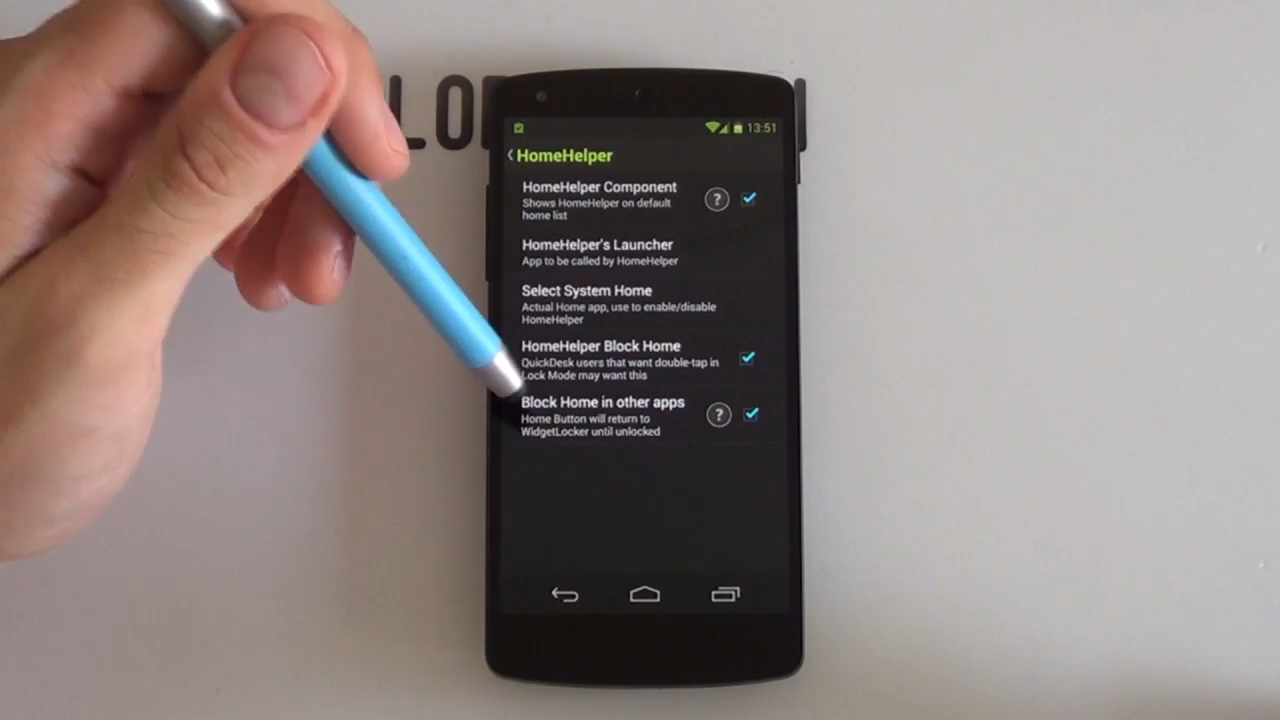 LO
13:51
HomeHelper
HomeHelper Component
Shows HomeHelper on default
home list
?
HomeHelper's Launcher
App to be called by HomeHelper
Select System Home
Actual Home app, use to enable/disable
HomeHelper
HomeHelper Block Home
QuickDesk users that want double-tap in
Lock Mode may want this
Block Home in other apps
?
Home Button will return to
WidgetLocker until unlocked